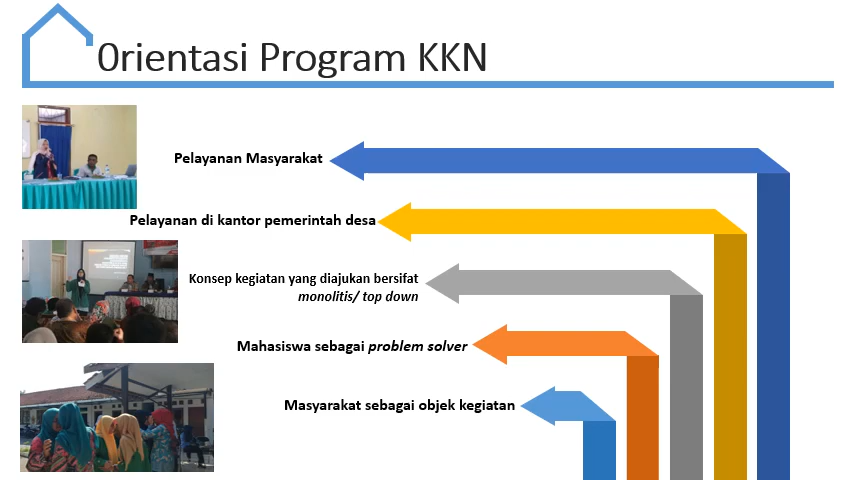 0rientasi Program KKN
Pelayanan Masyarakat
Pelayanan di kantor pemerintah desa
Konsep kegiatan yang diajukan bersifat
monolitis/ top down
Mahasiswa sebagai problem solver
Masyarakat sebagai objek kegiatan